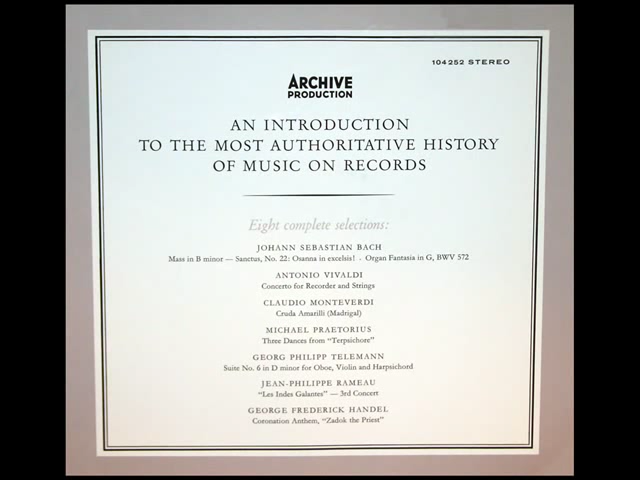 104252 STEREO
ARCHIVE
PRODUCTION
AN INTRODUCTION
TO THE MOST AUTHORITATIVE HISTORY
OF MUSIC ON RECORDS
Eight complete selections:
JOHANN SEBASTIAN BACH
Mass in B minor — Sanctus, No. 22: Osanna in excelsis! - Organ Fantasia in G, BWV 572
ANTONIO VIVALDI
Concerto for Recorder and Strings
CLAUDIO MONTEVERDI
Cruda Amarilli (Madrigal)
MICHAEL PRAETORIUS
Three Dances from "Terpsichore"
GEORG PHILIPP TELEMANN
Suite No. 6 in D minor for Oboe, Violin and Harpsichord
JEAN-PHILIPPE RAMEAU
"Les Indes Galantes" — 3rd Concert
GEORGE FREDERICK HANDEL
Coronation Anthem, "Zadok the Priest"